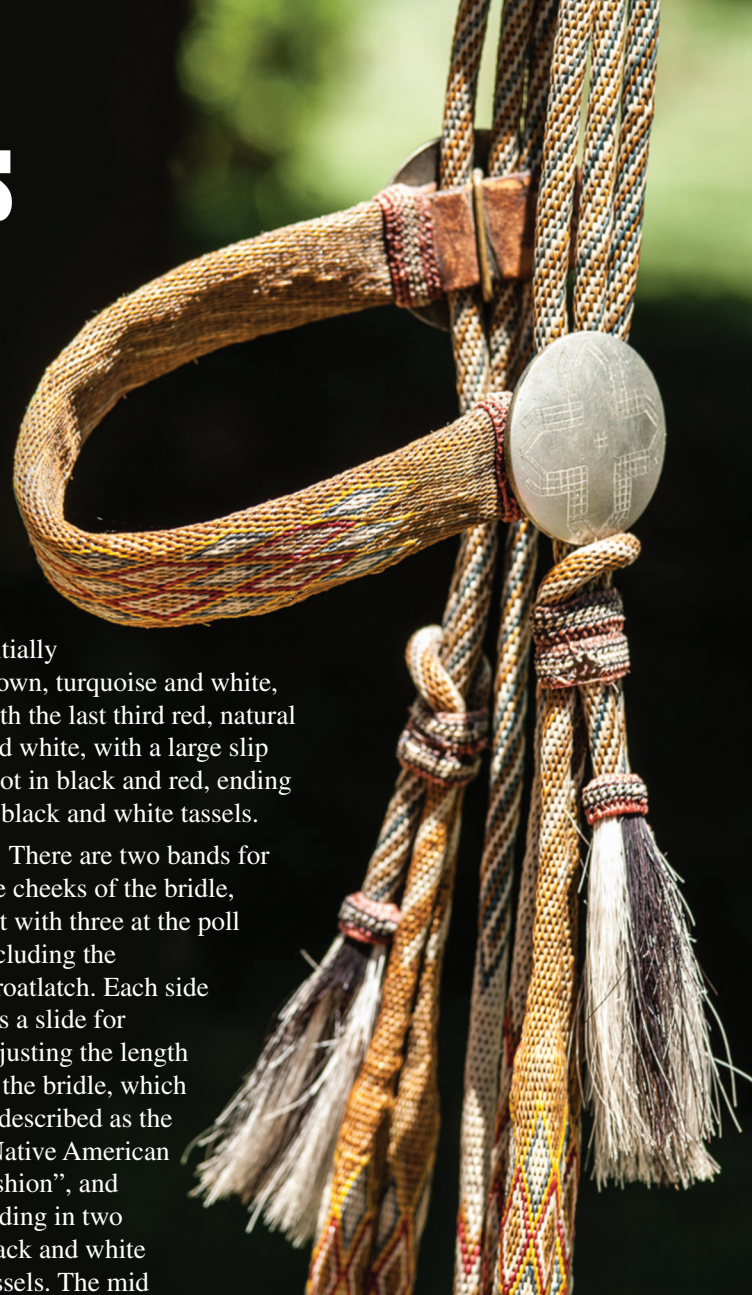 tially
own, turquoise and white,
th the last third red, natural
d white, with a large slip
ot in black and red, ending
black and white tassels.
There are two bands for
e cheeks of the bridle,
t with three at the poll
cluding the
roatlatch. Each side
s a slide for
justing the length
the bridle, which
described as the
Native American
shion”, and
ding in two
ack and white
ssels. The mid